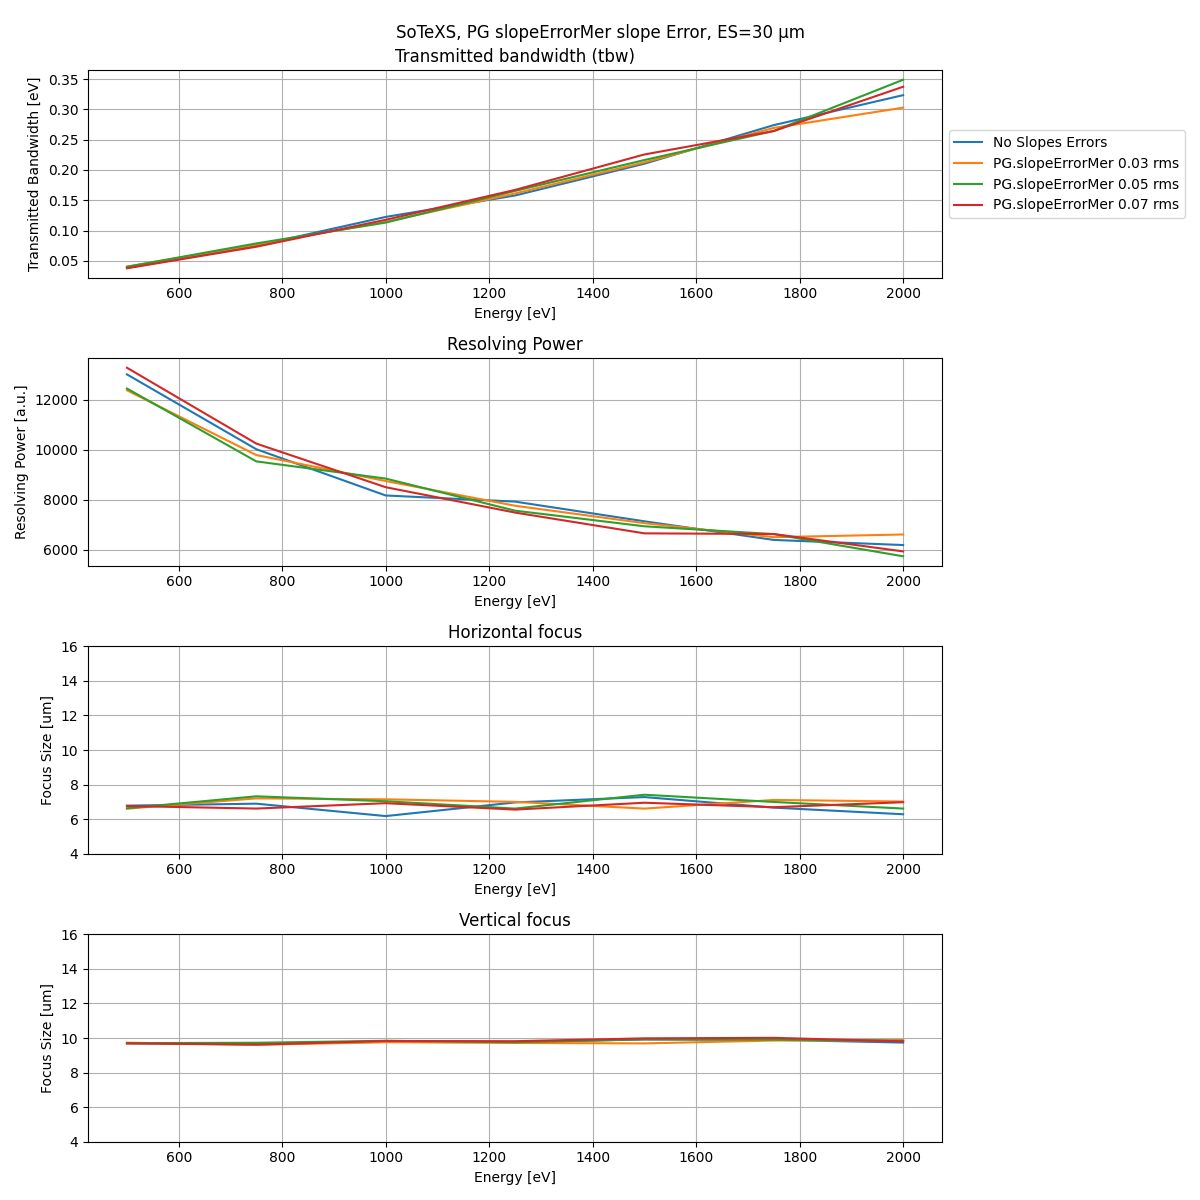 SoTeXS, PG slopeErrorMer slope Error, ES=30 µm
Transmitted bandwidth (tbw)
Transmitted Bandwidth [eV]
0.35
0.30
0.25
0.20
0.15
0.10
0.05
600 800 1000 1200 1400 1600 1800 2000
Energy [eV]
No Slopes Errors
PG.slopeErrorMer 0.03 rms
PG.slopeErrorMer 0.05 rms
PG.slopeErrorMer 0.07 rms
Resolving Power
Resolving Power [a.u.]
12000
10000
8000
6000
600 800 1000 1200 1400 1600 1800 2000
Energy [eV]
Horizontal focus
Focus Size [um]
16
14
12
10
8
6
4
600 800 1000 1200 1400 1600 1800 2000
Energy [eV]
Vertical focus
Focus Size [um]
16
14
12
10
8
6
4
600 800 1000 1200 1400 1600 1800 2000
Energy [eV]